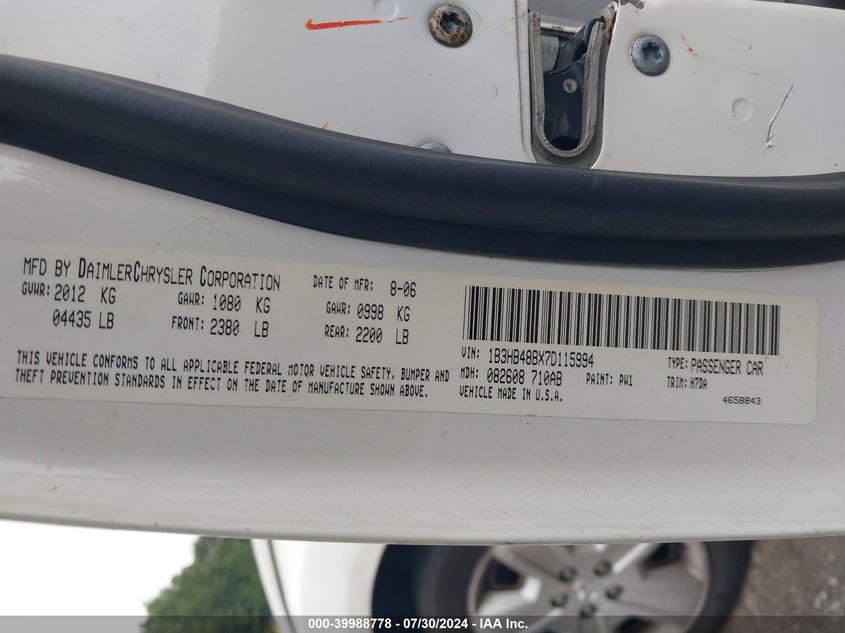 MFD BY DAIMLERCHRYSLER CORPORATION DATE OF MFR: 8-06
GVWR: 2012 KG GAWR: 1080 KG GAWR: 0998 KG
04435 LB FRONT: 2380 LB REAR: 2200 LB
THIS VEHICLE CONFORMS TO ALL APPLICABLE FEDERAL MOTOR VEHICLE SAFETY, BUMPER AND
THEFT PREVENTION STANDARDS IN EFFECT ON THE DATE OF MANUFACTURE SHOWN ABOVE.
VIN: 1B3HB48BX7D115994 TYPE: PASSENGER CAR
MDH: 082608 710AB PAINT: PW1 TRIM: H7DA
VEHICLE MADE IN U.S.A. 4658843
000-39988778 - 07/30/2024 - IAAI.COM